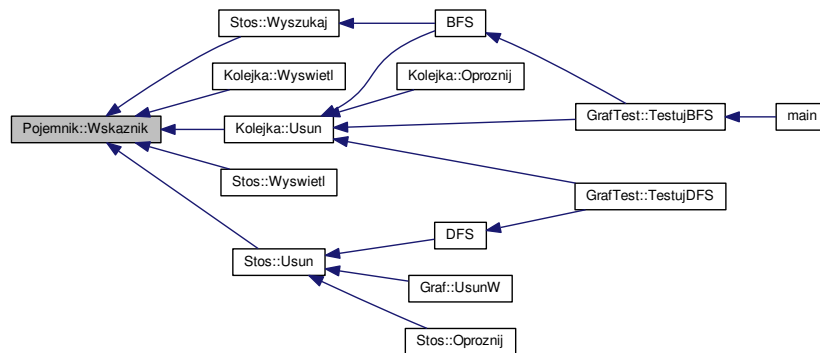 Stos::Wyszukaj
BFS
Kolejka::Wyswietl
Kolejka::Oproznij
Pojemnik::Wskaznik
Kolejka::Usun
GrafTest::TestujBFS
main
Stos::Wyswietl
GrafTest::TestujDFS
DFS
Stos::Usun
Graf::UsunW
Stos::Oproznij